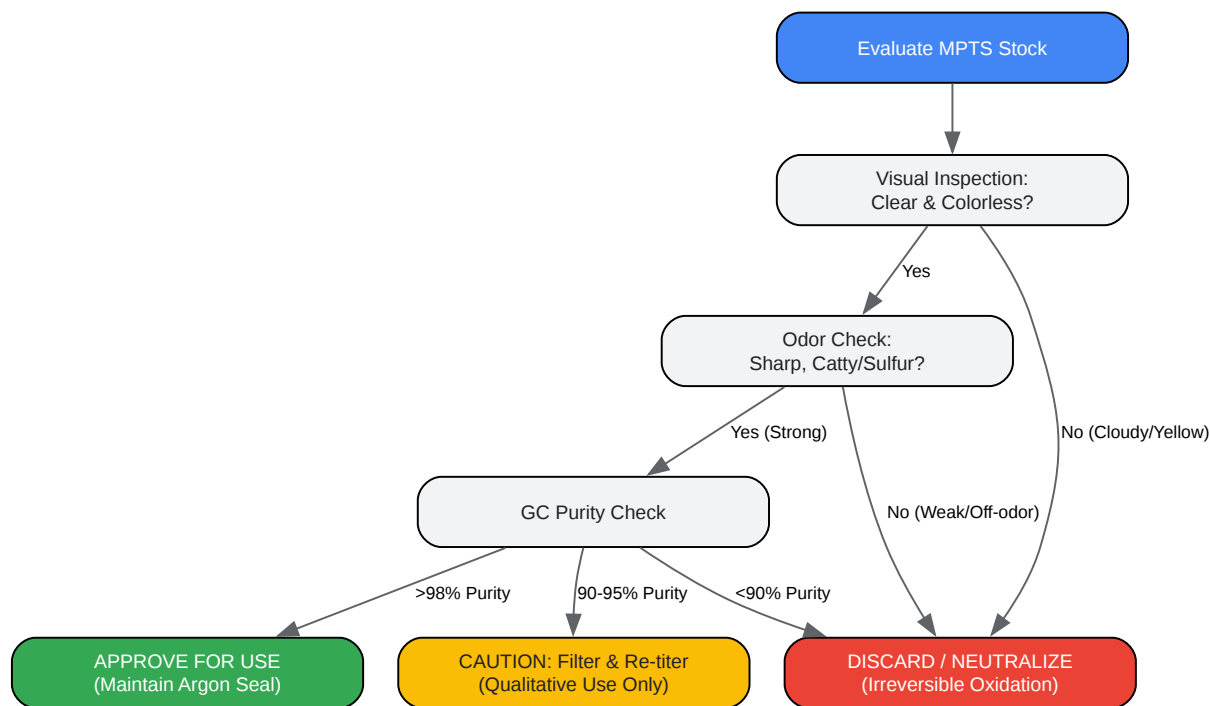 Evaluate MPTS Stock
Visual Inspection:
Clear & Colorless?
Yes
Odor Check:
Sharp, Catty/Sulfur?
Yes (Strong)
No (Cloudy/Yellow)
GC Purity Check
No (Weak/Off-odor)
>98% Purity
90-95% Purity
<90% Purity
APPROVE FOR USE
(Maintain Argon Seal)
CAUTION: Filter & Re-titer
(Qualitative Use Only)
DISCARD / NEUTRALIZE
(Irreversible Oxidation)